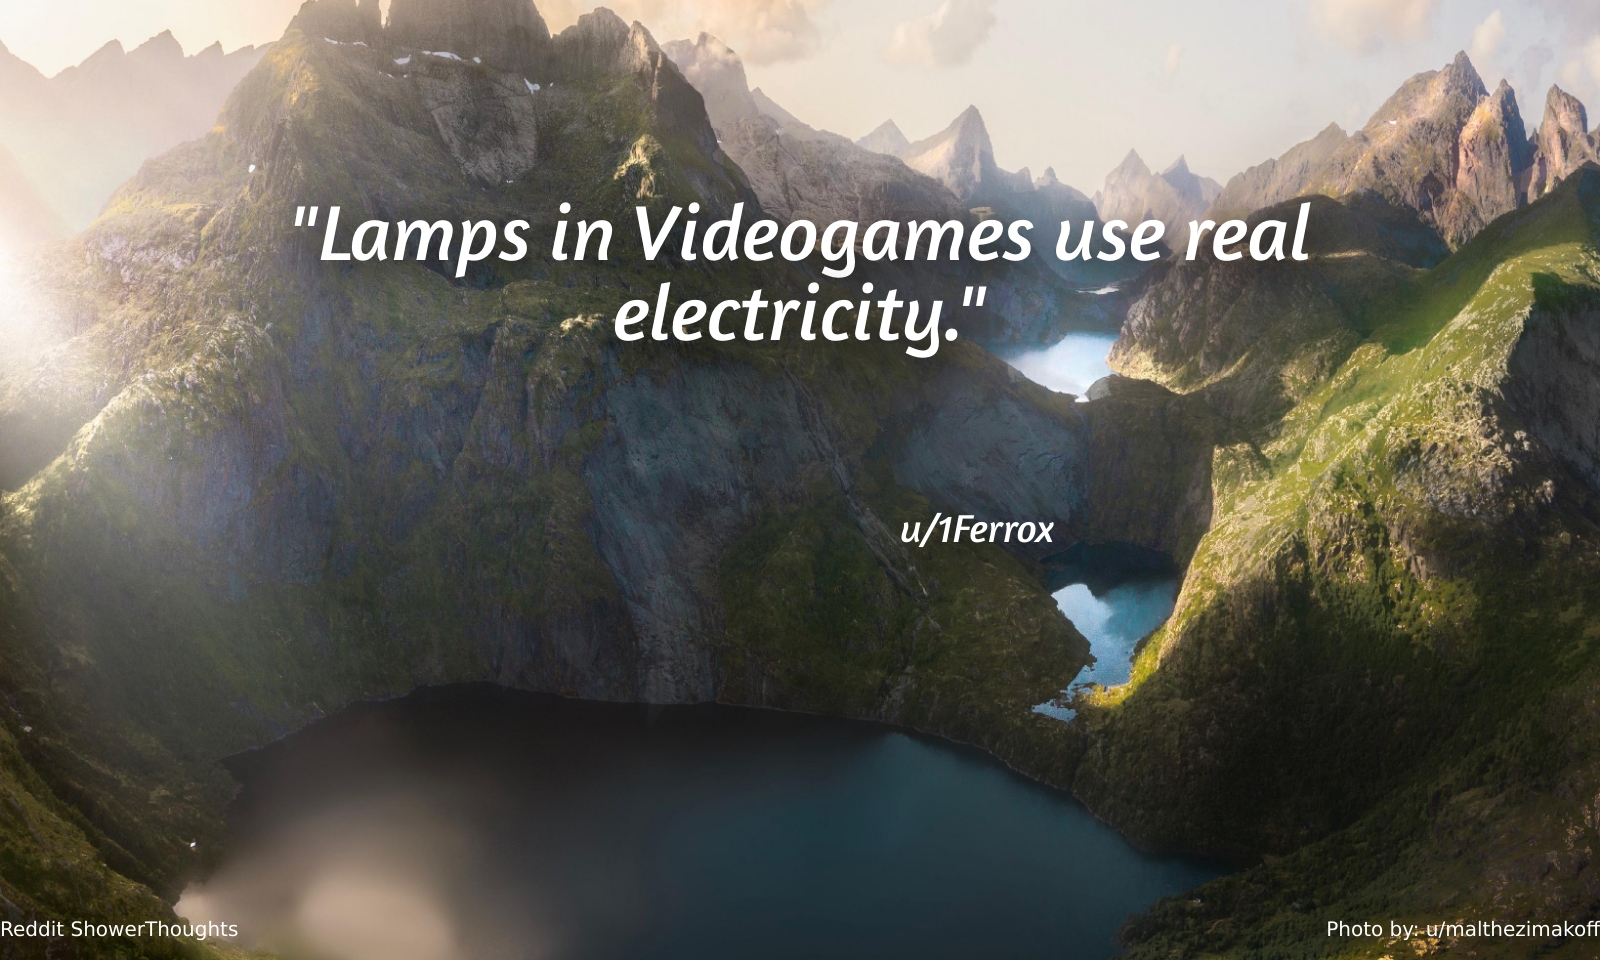 "Lamps in Videogames use real
electricity."
u/1Ferrox
Reddit ShowerThoughts
Photo by: u/malthezimakoff